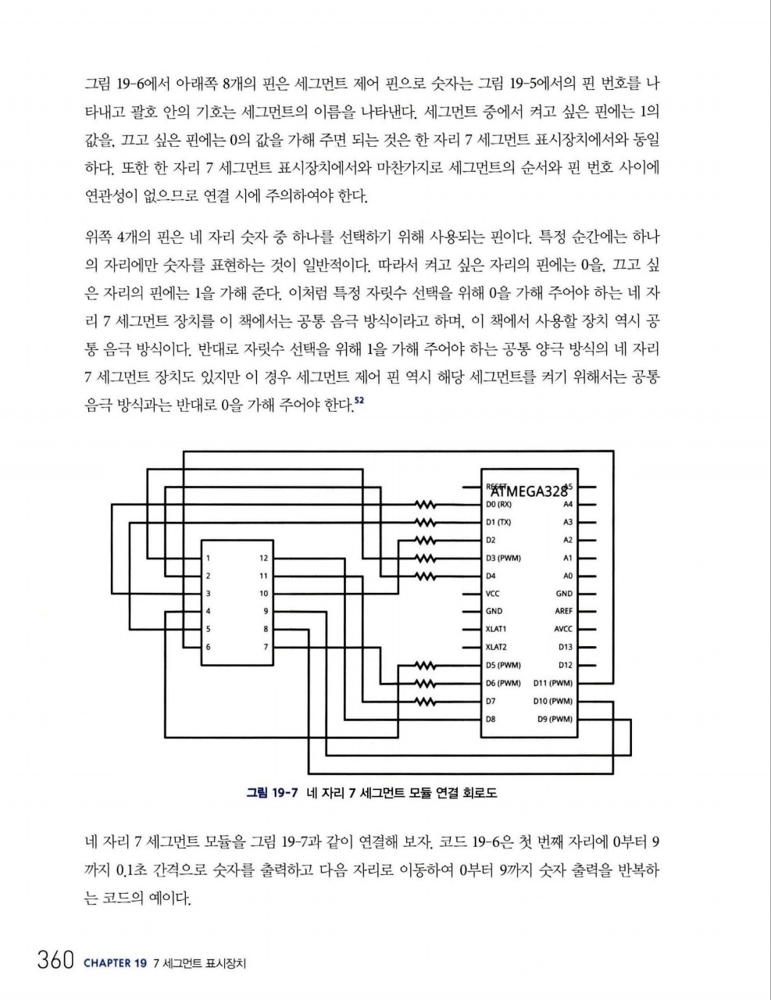 그림 19-6에서 아래쪽 8개의 핀은 세그먼트 제어 핀으로 숫자는 그림 19-5에서의 핀 번호를 나
타내고 괄호 안의 기호는 세그먼트의 이름을 나타낸다. 세그먼트 중에서 켜고 싶은 핀에는 1의
값을, 끄고 싶은 핀에는 0의 값을 가해 주면 되는 것은 한 자리 7 세그먼트 표시장치에서와 동일
하다. 또한 한 자리 7 세그먼트 표시장치에서와 마찬가지로 세그먼트의 순서와 핀 번호 사이에
연관성이 없으므로 연결 시에 주의하여야 한다.
위쪽 4개의 핀은 네 자리 숫자 중 하나를 선택하기 위해 사용되는 핀이다. 특정 순간에는 하나
의 자리에만 숫자를 표현하는 것이 일반적이다. 따라서 켜고 싶은 자리의 핀에는 0을, 끄고 싶
은 자리의 핀에는 1을 가해 준다. 이처럼 특정 자릿수 선택을 위해 0을 가해 주어야 하는 네 자
리 7 세그먼트 장치를 이 책에서는 공통 음극 방식이라고 하며, 이 책에서 사용할 장치 역시 공
통 음극 방식이다. 반대로 자릿수 선택을 위해 1을 가해 주어야 하는 공통 양극 방식의 네 자리
7 세그먼트 장치도 있지만 이 경우 세그먼트 제어 핀 역시 해당 세그먼트를 켜기 위해서는 공통
음극 방식과는 반대로 0을 가해 주어야 한다.52
1 12
2 11
3 10
4 9
5 8
6 7
ATMEGA328
RESET A5
D0 (RX) A4
D1 (TX) A3
D2 A2
D3 (PWM) A1
D4 A0
VCC GND
GND AREF
XLAT1 AVCC
XLAT2 D13
D5 (PWM) D12
D6 (PWM) D11 (PWM)
D7 D10 (PWM)
D8 D9 (PWM)
그림 19-7 네 자리 7 세그먼트 모듈 연결 회로도
네 자리 7 세그먼트 모듈을 그림 19-7과 같이 연결해 보자. 코드 19-6은 첫 번째 자리에 0부터 9
까지 0.1초 간격으로 숫자를 출력하고 다음 자리로 이동하여 0부터 9까지 숫자 출력을 반복하
는 코드의 예이다.
360 CHAPTER 19 7 세그먼트 표시장치